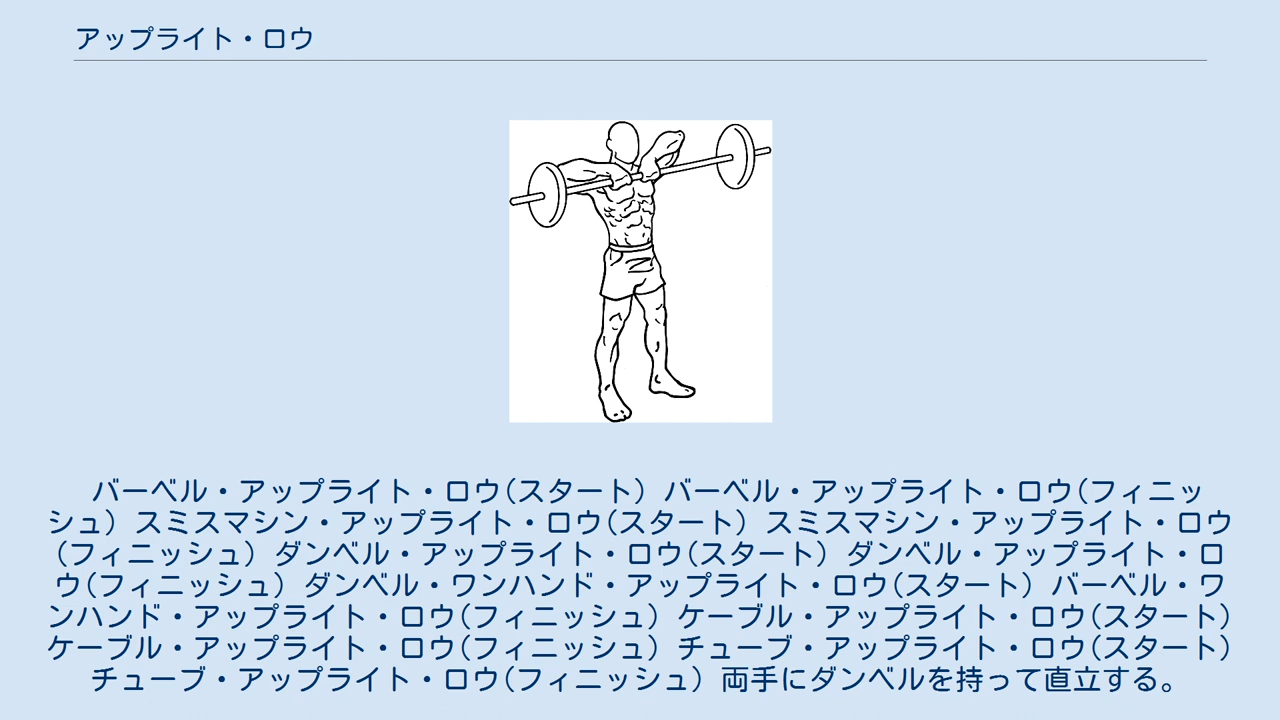 アップライト・ロウ
バーベル・アップライト・ロウ(スタート) バーベル・アップライト・ロウ(フィニッ
シュ) スミスマシン・アップライト・ロウ(スタート) スミスマシン・アップライト・ロウ
(フィニッシュ) ダンベル・アップライト・ロウ(スタート) ダンベル・アップライト・ロ
ウ(フィニッシュ) ダンベル・ワンハンド・アップライト・ロウ(スタート) バーベル・ワ
ンハンド・アップライト・ロウ(フィニッシュ) ケーブル・アップライト・ロウ(スタート)
ケーブル・アップライト・ロウ(フィニッシュ) チューブ・アップライト・ロウ(スタート)
チューブ・アップライト・ロウ(フィニッシュ) 両手にダンベルを持って直立する。